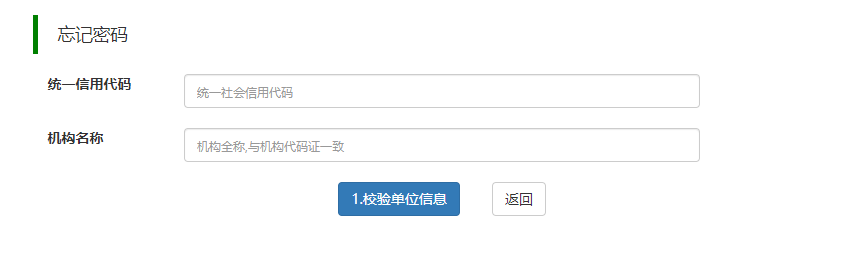 忘记密码
统一信用代码
统一社会信用代码
机构名称
机构全称,与机构代码证一致
1.校验单位信息
返回